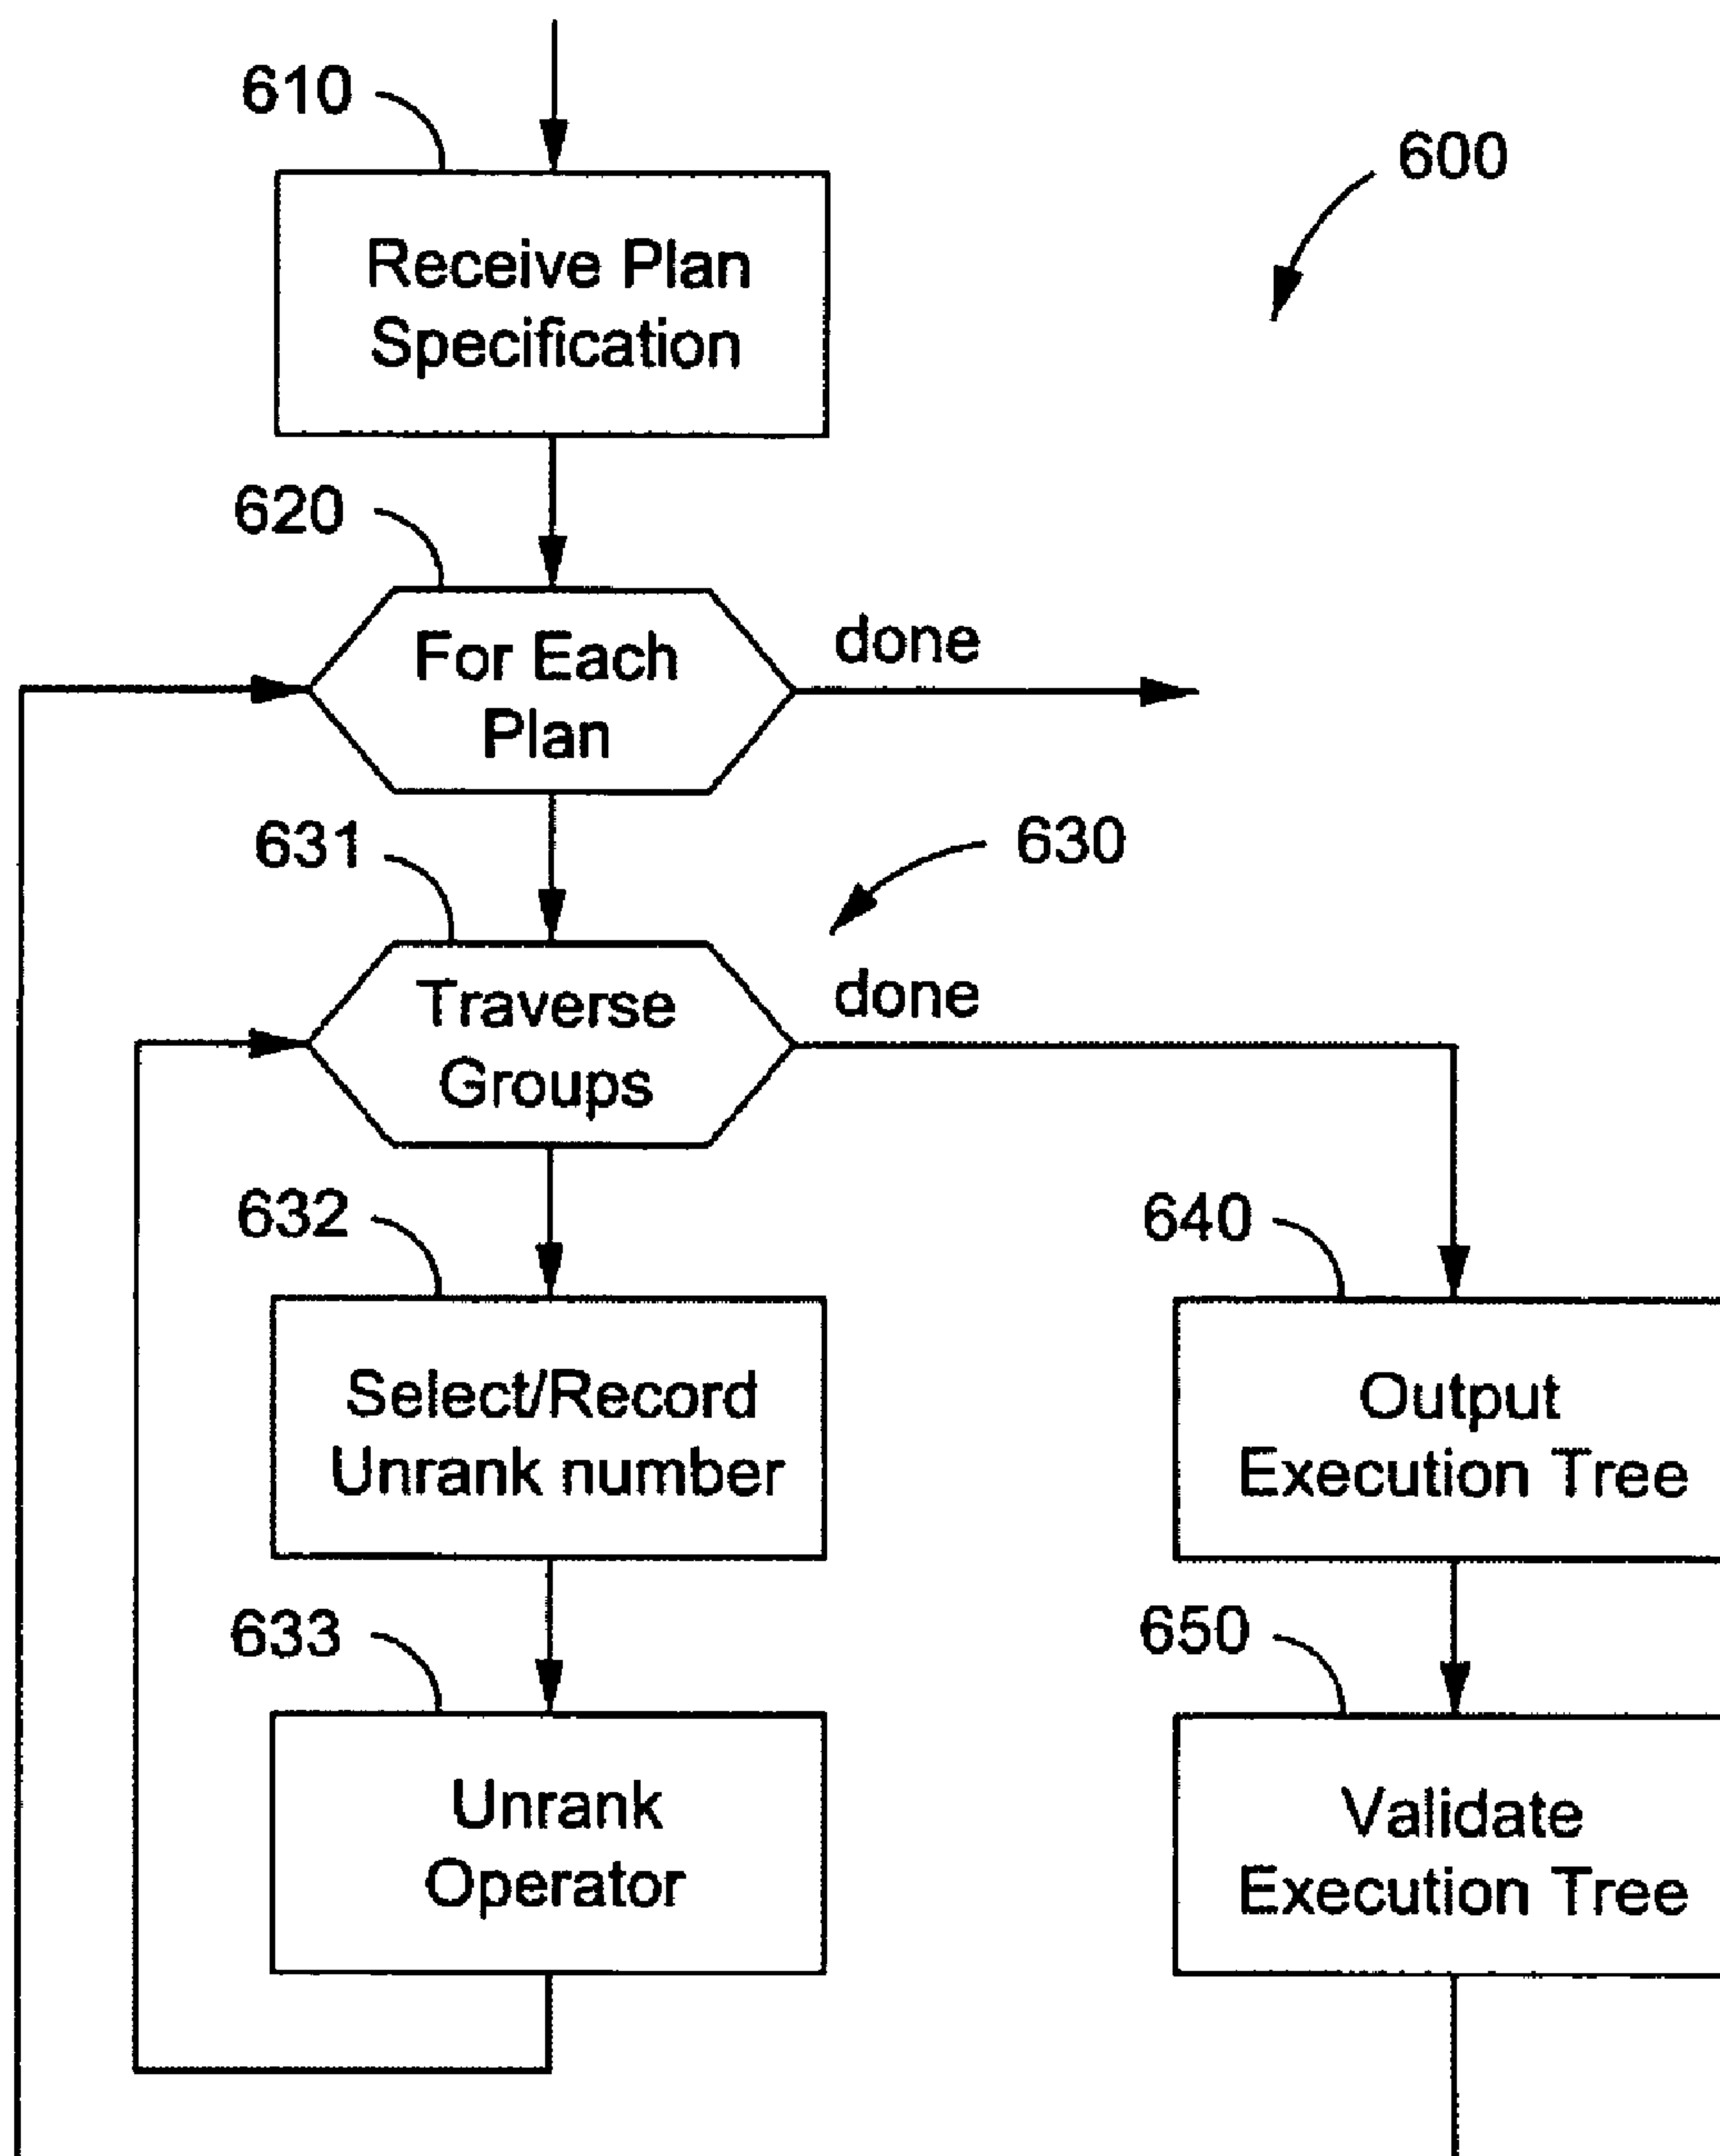 610
600
Receive Plan
Specification
620
For Each
Plan
done
631
630
Traverse
Groups
done
632
640
Select/Record
Unrank number
Output
Execution Tree
633
650
Unrank
Operator
Validate
Execution Tree